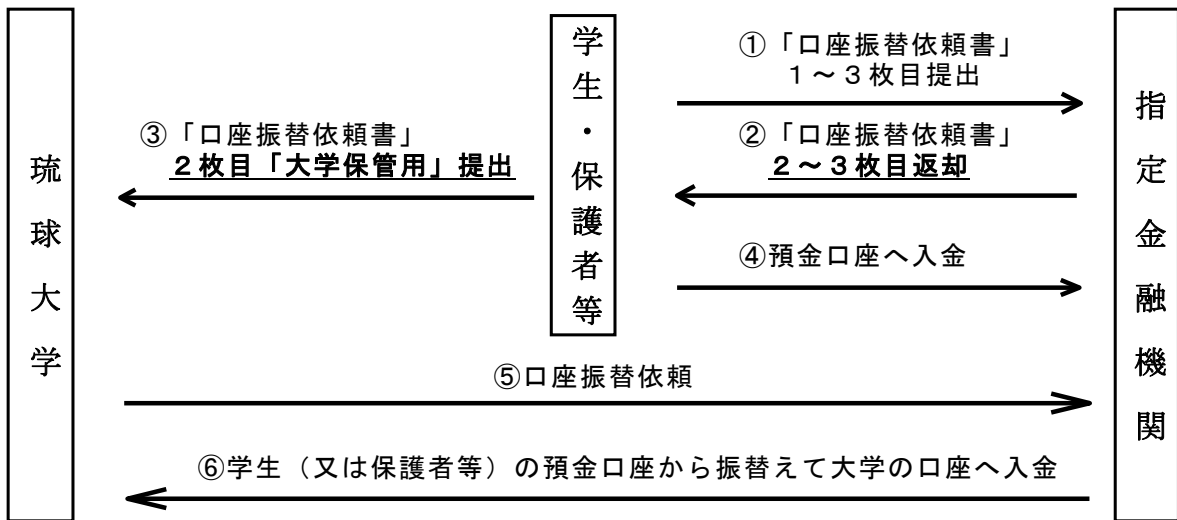 琉球大学
学生・保護者等
指定金融機関
①「口座振替依頼書」
１～３枚目提出
②「口座振替依頼書」
２～３枚目返却
③「口座振替依頼書」
２枚目「大学保管用」提出
④預金口座へ入金
⑤口座振替依頼
⑥学生（又は保護者等）の預金口座から振替えて大学の口座へ入金